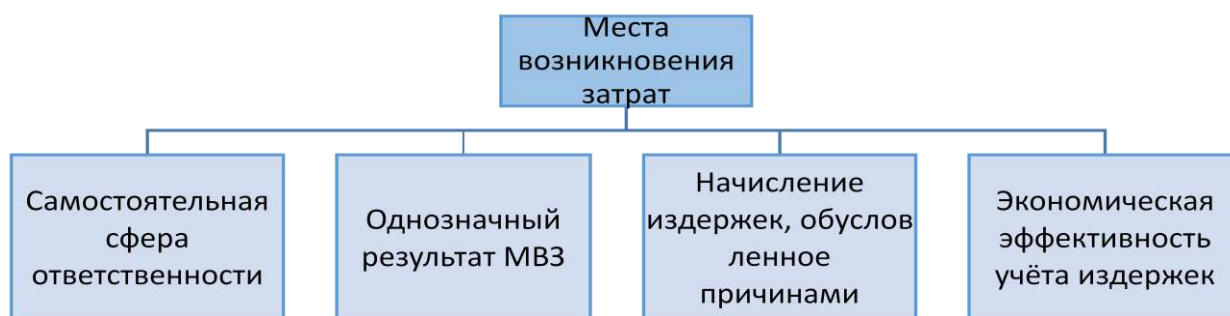 Места
возникновения
затрат
Самостоятельная
сфера
ответственности
Однозначный
результат МВЗ
Начисление
издержек, обуслов
ленное
причинами
Экономическая
эффективность
учёта издержек